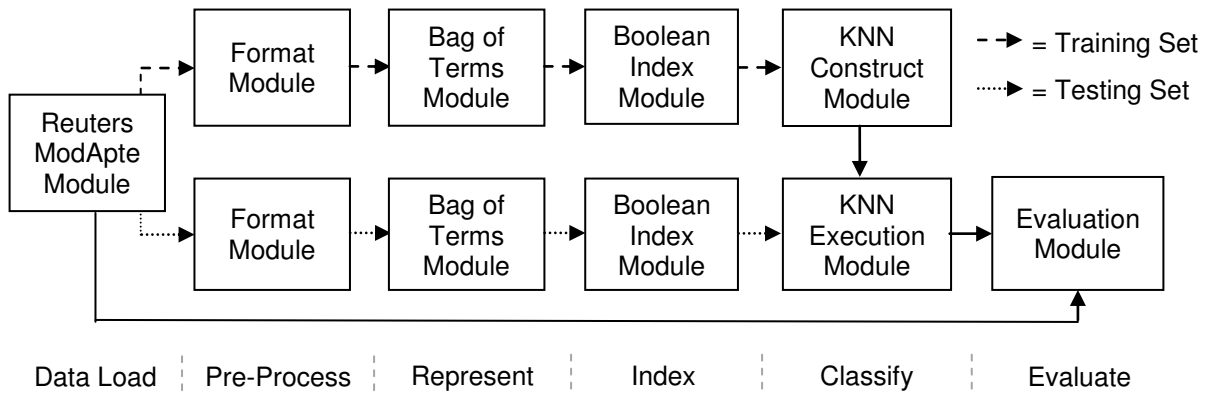 Format
Module
Bag of
Terms
Module
Boolean
Index
Module
KNN
Construct
Module
= Training Set
= Testing Set
Reuters
ModApte
Module
Format
Module
Bag of
Terms
Module
Boolean
Index
Module
KNN
Execution
Module
Evaluation
Module
Data Load
Pre-Process
Represent
Index
Classify
Evaluate